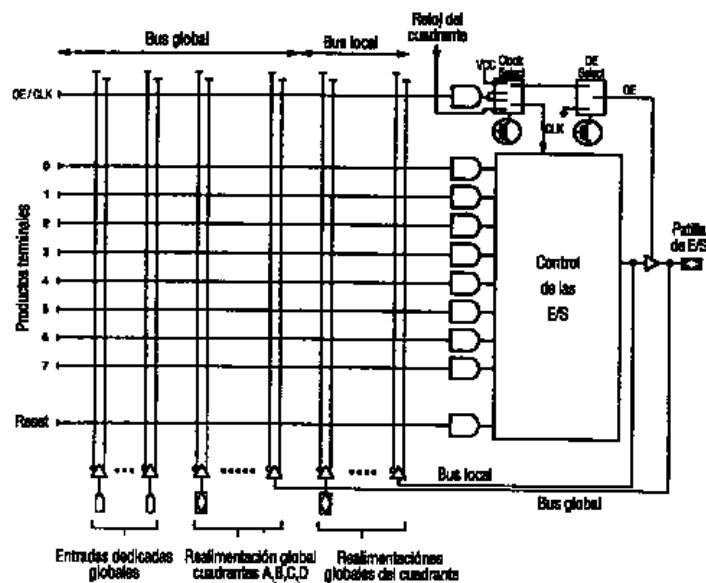 Reloj del
cuadrante
Bus global
Bus local
VCC
Clock
Select
OE
Select
OE / CLK
OE
CLK
0
1
2
3
4
5
6
7
Productos terminales
Control
de las
E/S
Patilla
de E/S
Reset
Bus local
Bus global
Entradas dedicadas
globales
Realimentación global
cuadrantes A,B,C,D
Realimentaciónes
globales del cuadrante